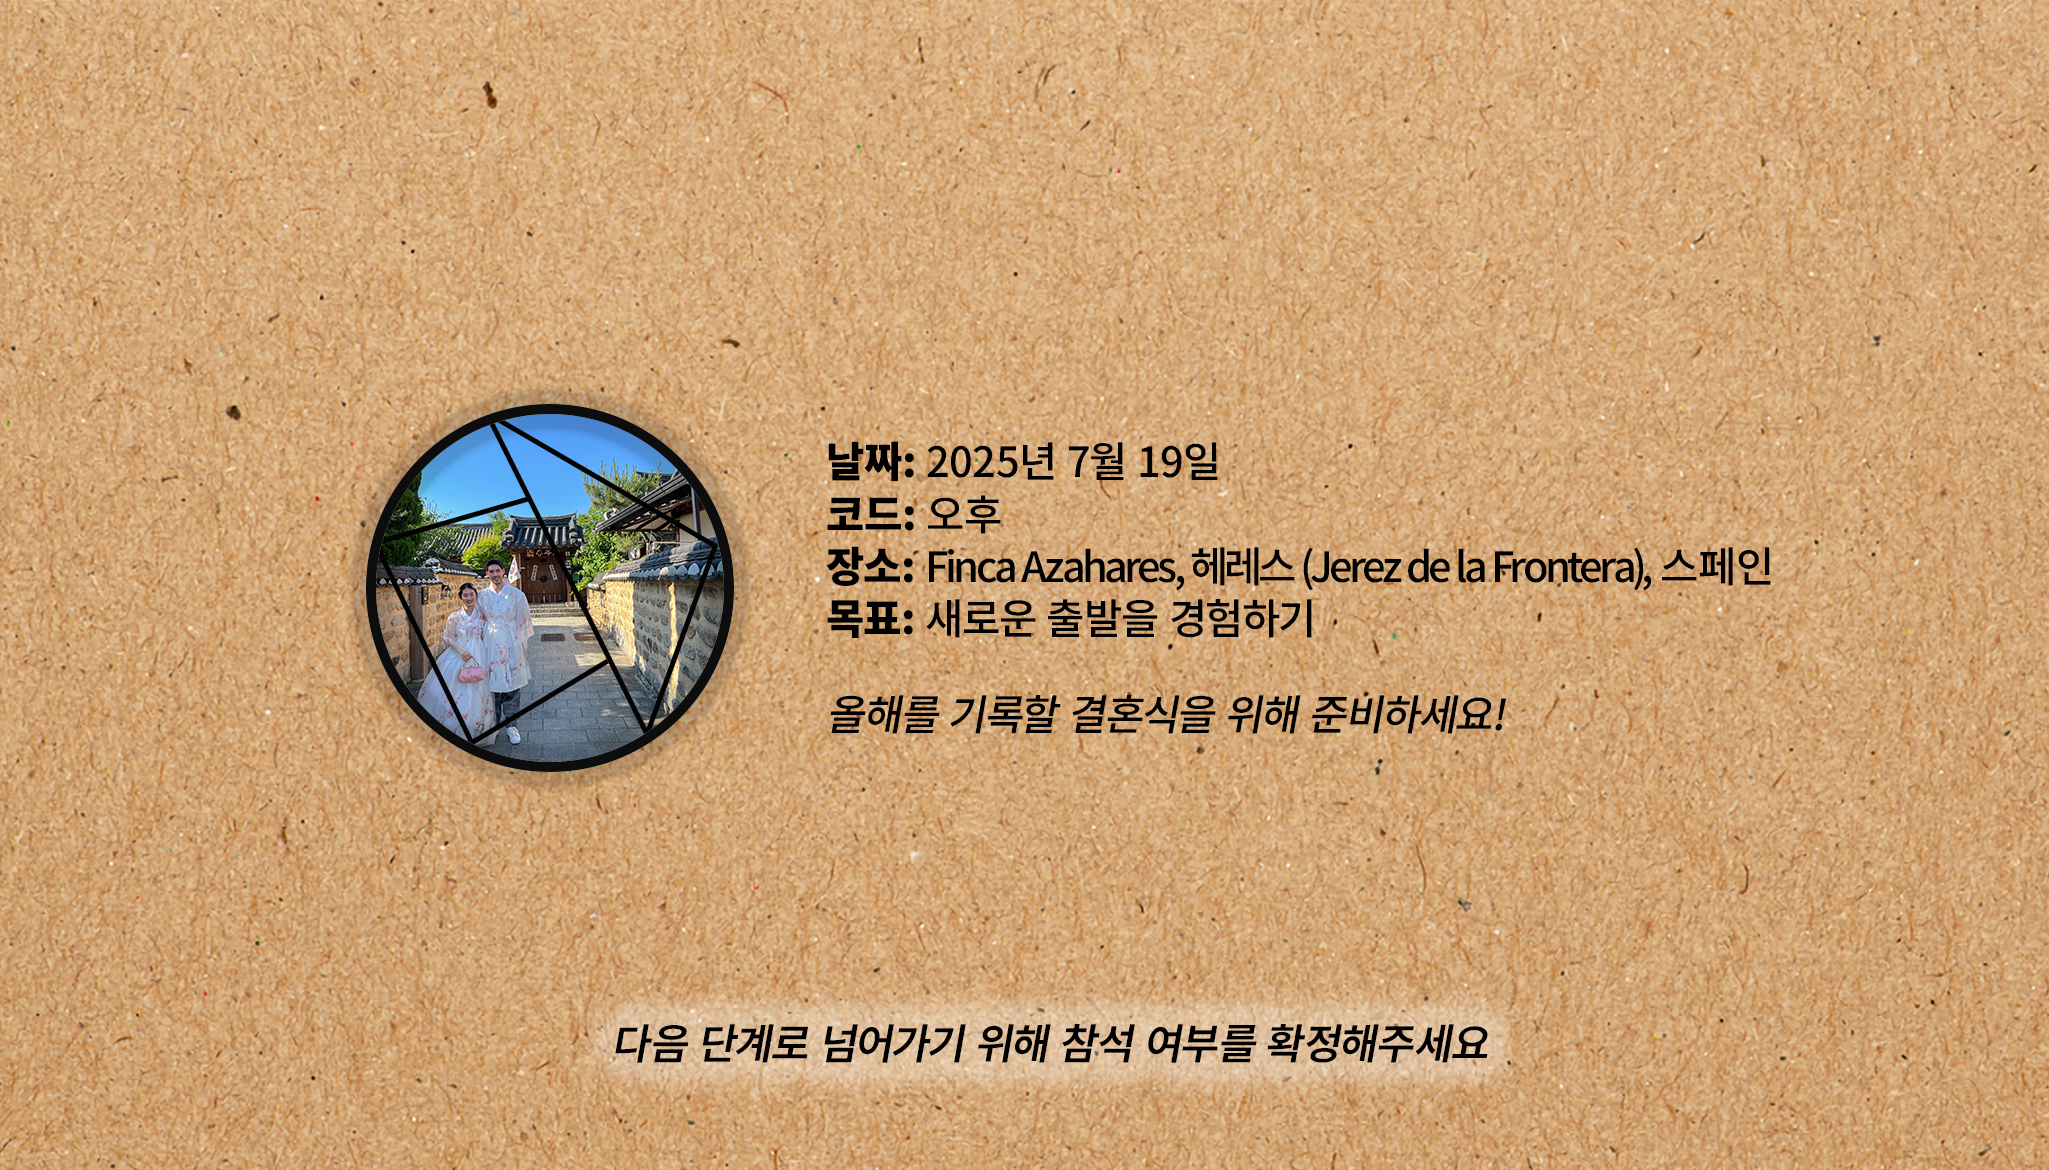 날짜: 2025년 7월 19일
코드: 오후
장소: Finca Azahares, 헤레스 (Jerez de la Frontera), 스페인
목표: 새로운 출발을 경험하기
올해를 기록할 결혼식을 위해 준비하세요!
다음 단계로 넘어가기 위해 참석 여부를 확정해주세요